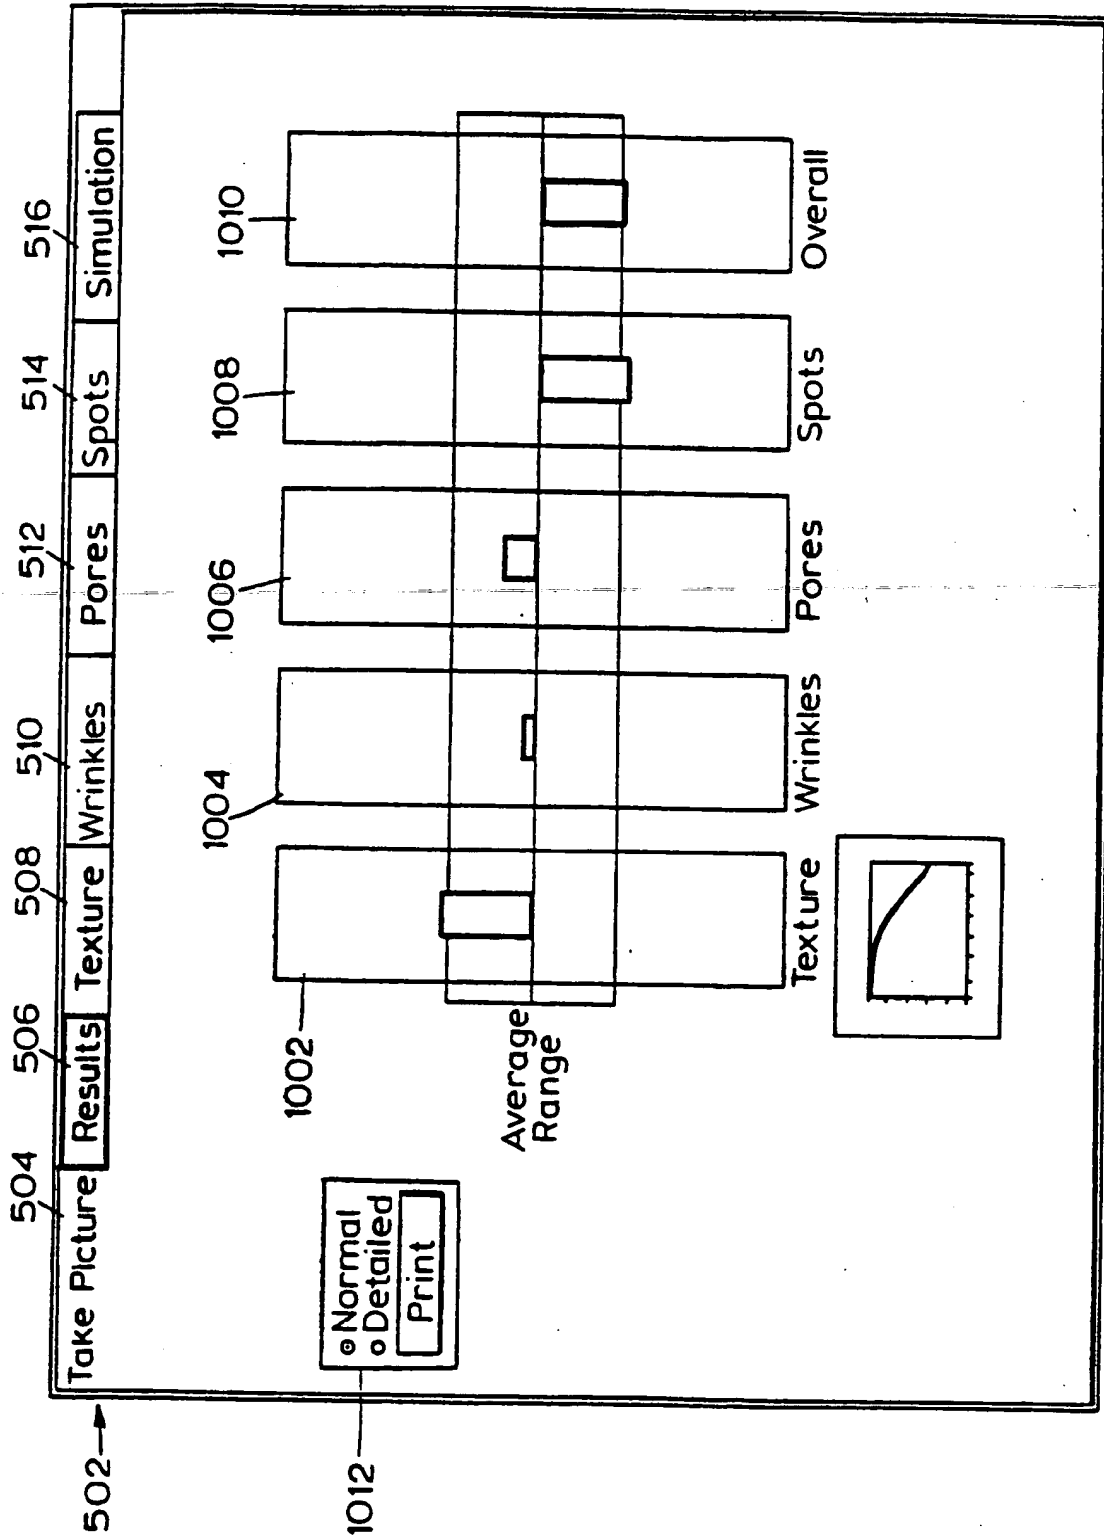 504 506 508 510 512 514 516
502
Take Picture Results Texture Wrinkles Pores Spots Simulation
1002 1004 1006 1008 1010
1012
Normal
Detailed
Print
Average
Range
Texture Wrinkles Pores Spots Overall